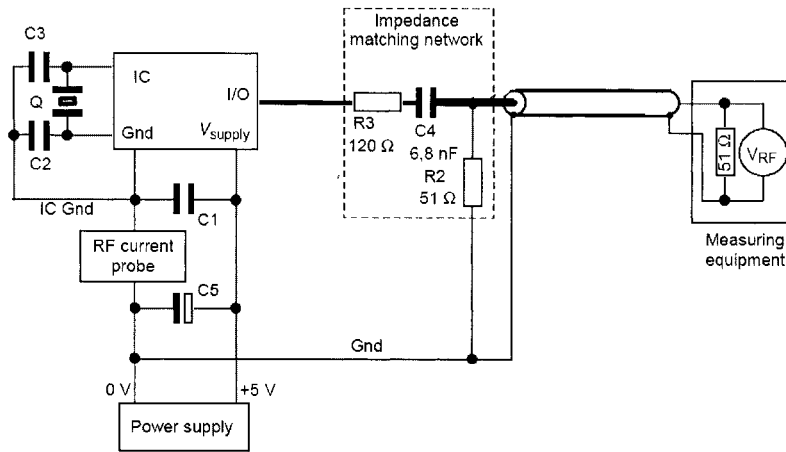 Impedance
matching network
C3
IC
I/O
Q
Gnd
Vsupply
C2
R3
120 Ω
C4
6,8 nF
R2
51 Ω
51 Ω
VRF
Measuring
equipment
IC Gnd
C1
RF current
probe
C5
Gnd
0 V
+5 V
Power supply